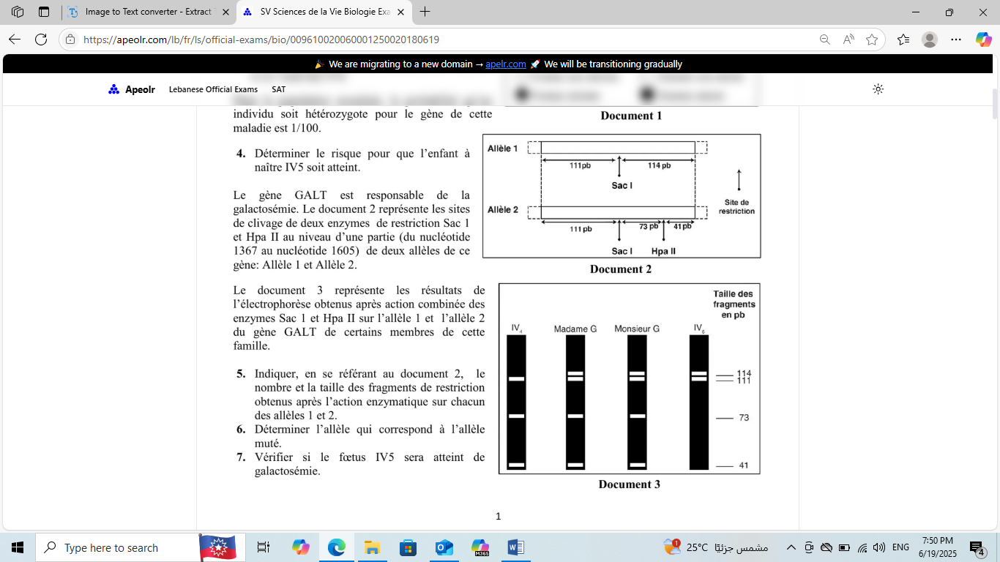 Image to Text converter - Extract
SV Sciences de la Vie Biologie Exa
https://apeolr.com/lb/fr/ls/official-exams/bio/009610020060001250020180619
🎉 We are migrating to a new domain → apelr.com 🚀 We will be transitioning gradually
Apeolr
Lebanese Official Exams
SAT
individu soit hétérozygote pour le gène de cette
maladie est 1/100.
4. Déterminer le risque pour que l'enfant à
naître IV5 soit atteint.
Le gène GALT est responsable de la
galactosémie. Le document 2 représente les sites
de clivage de deux enzymes de restriction Sac 1
et Hpa II au niveau d'une partie (du nucléotide
1367 au nucléotide 1605) de deux allèles de ce
gène: Allèle 1 et Allèle 2.
Le document 3 représente les résultats de
l'électrophorèse obtenus après action combinée des
enzymes Sac 1 et Hpa II sur l'allèle 1 et l'allèle 2
du gène GALT de certains membres de cette
famille.
5. Indiquer, en se référant au document 2, le
nombre et la taille des fragments de restriction
obtenus après l'action enzymatique sur chacun
des allèles 1 et 2.
6. Déterminer l'allèle qui correspond à l'allèle
muté.
7. Vérifier si le fœtus IV5 sera atteint de
galactosémie.
Document 1
Allèle 1
111pb
114 pb
Sac I
Site de
restriction
Allèle 2
111 pb
73 pb
41pb
Sac I
Hpa II
Document 2
Taille des
fragments
en pb
IV4
Madame G
Monsieur G
IV6
114
111
73
41
Document 3
1
Type here to search
M365
25°C
مشمس جزئيًا
ENG
7:50 PM
6/19/2025
4